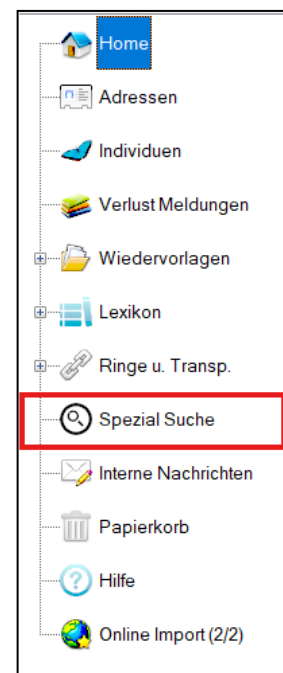 Home
Adressen
Individuen
Verlust Meldungen
Wiedervorlagen
Lexikon
Ringe u. Transp.
Spezial Suche
Interne Nachrichten
Papierkorb
Hilfe
Online Import (2/2)